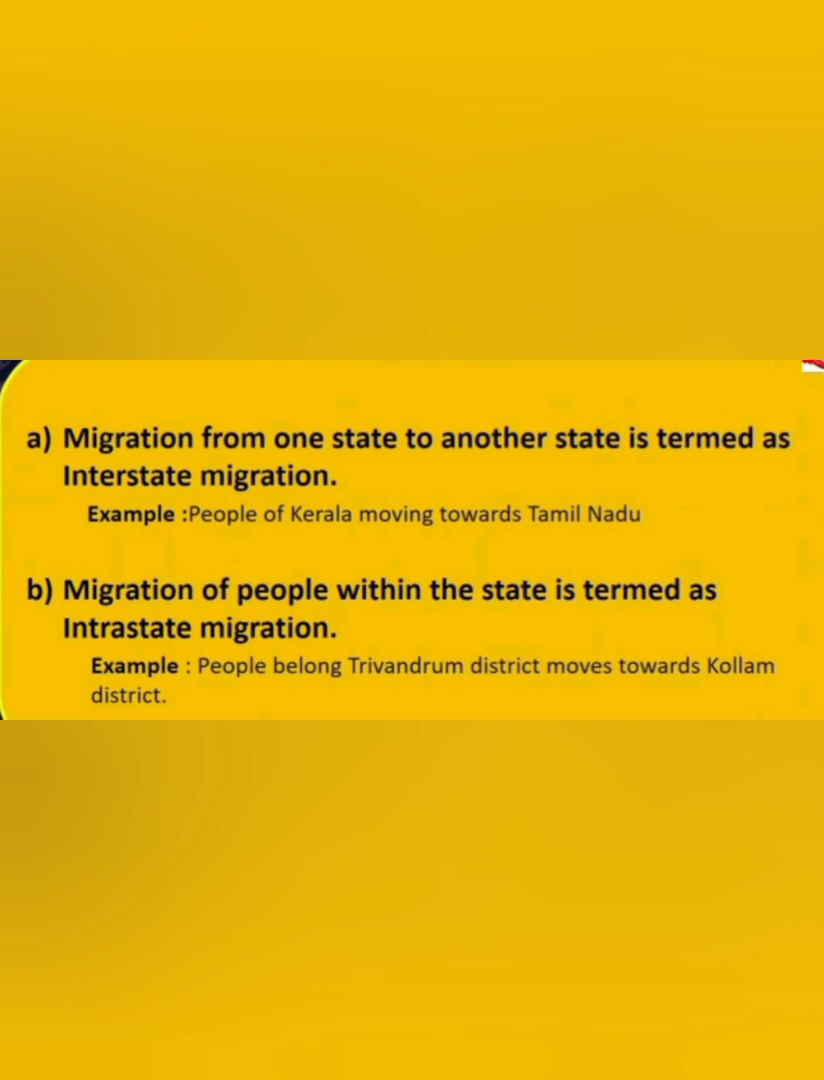 a) Migration from one state to another state is termed as
Interstate migration.
Example :People of Kerala moving towards Tamil Nadu
b) Migration of people within the state is termed as
Intrastate migration.
Example : People belong Trivandrum district moves towards Kollam
district.